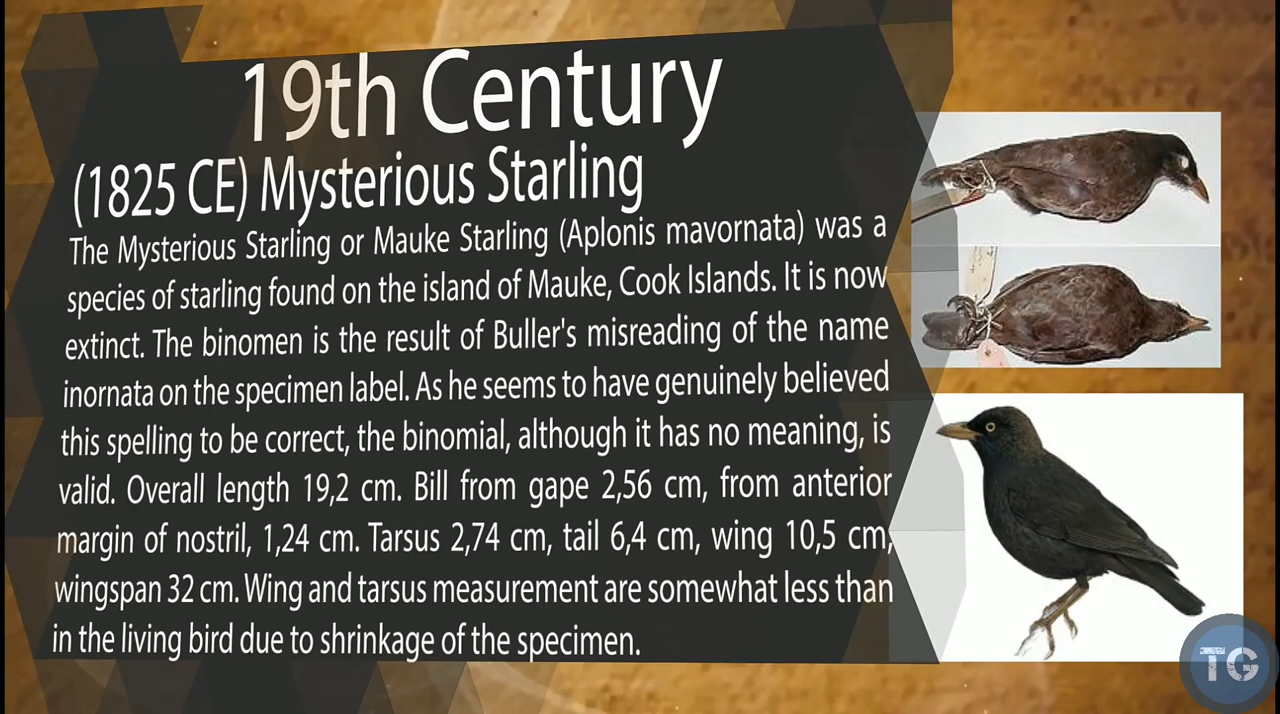 19th Century
(1825 CE) Mysterious Starling
The Mysterious Starling or Mauke Starling (Aplonis mavornata) was a
species of starling found on the island of Mauke, Cook Islands. It is now
extinct. The binomen is the result of Buller's misreading of the name
inornata on the specimen label. As he seems to have genuinely believed
this spelling to be correct, the binomial, although it has no meaning, is
valid. Overall length 19,2 cm. Bill from gape 2,56 cm, from anterior
margin of nostril, 1,24 cm. Tarsus 2,74 cm, tail 6,4 cm, wing 10,5 cm,
wingspan 32 cm. Wing and tarsus measurement are somewhat less than
in the living bird due to shrinkage of the specimen.
TG